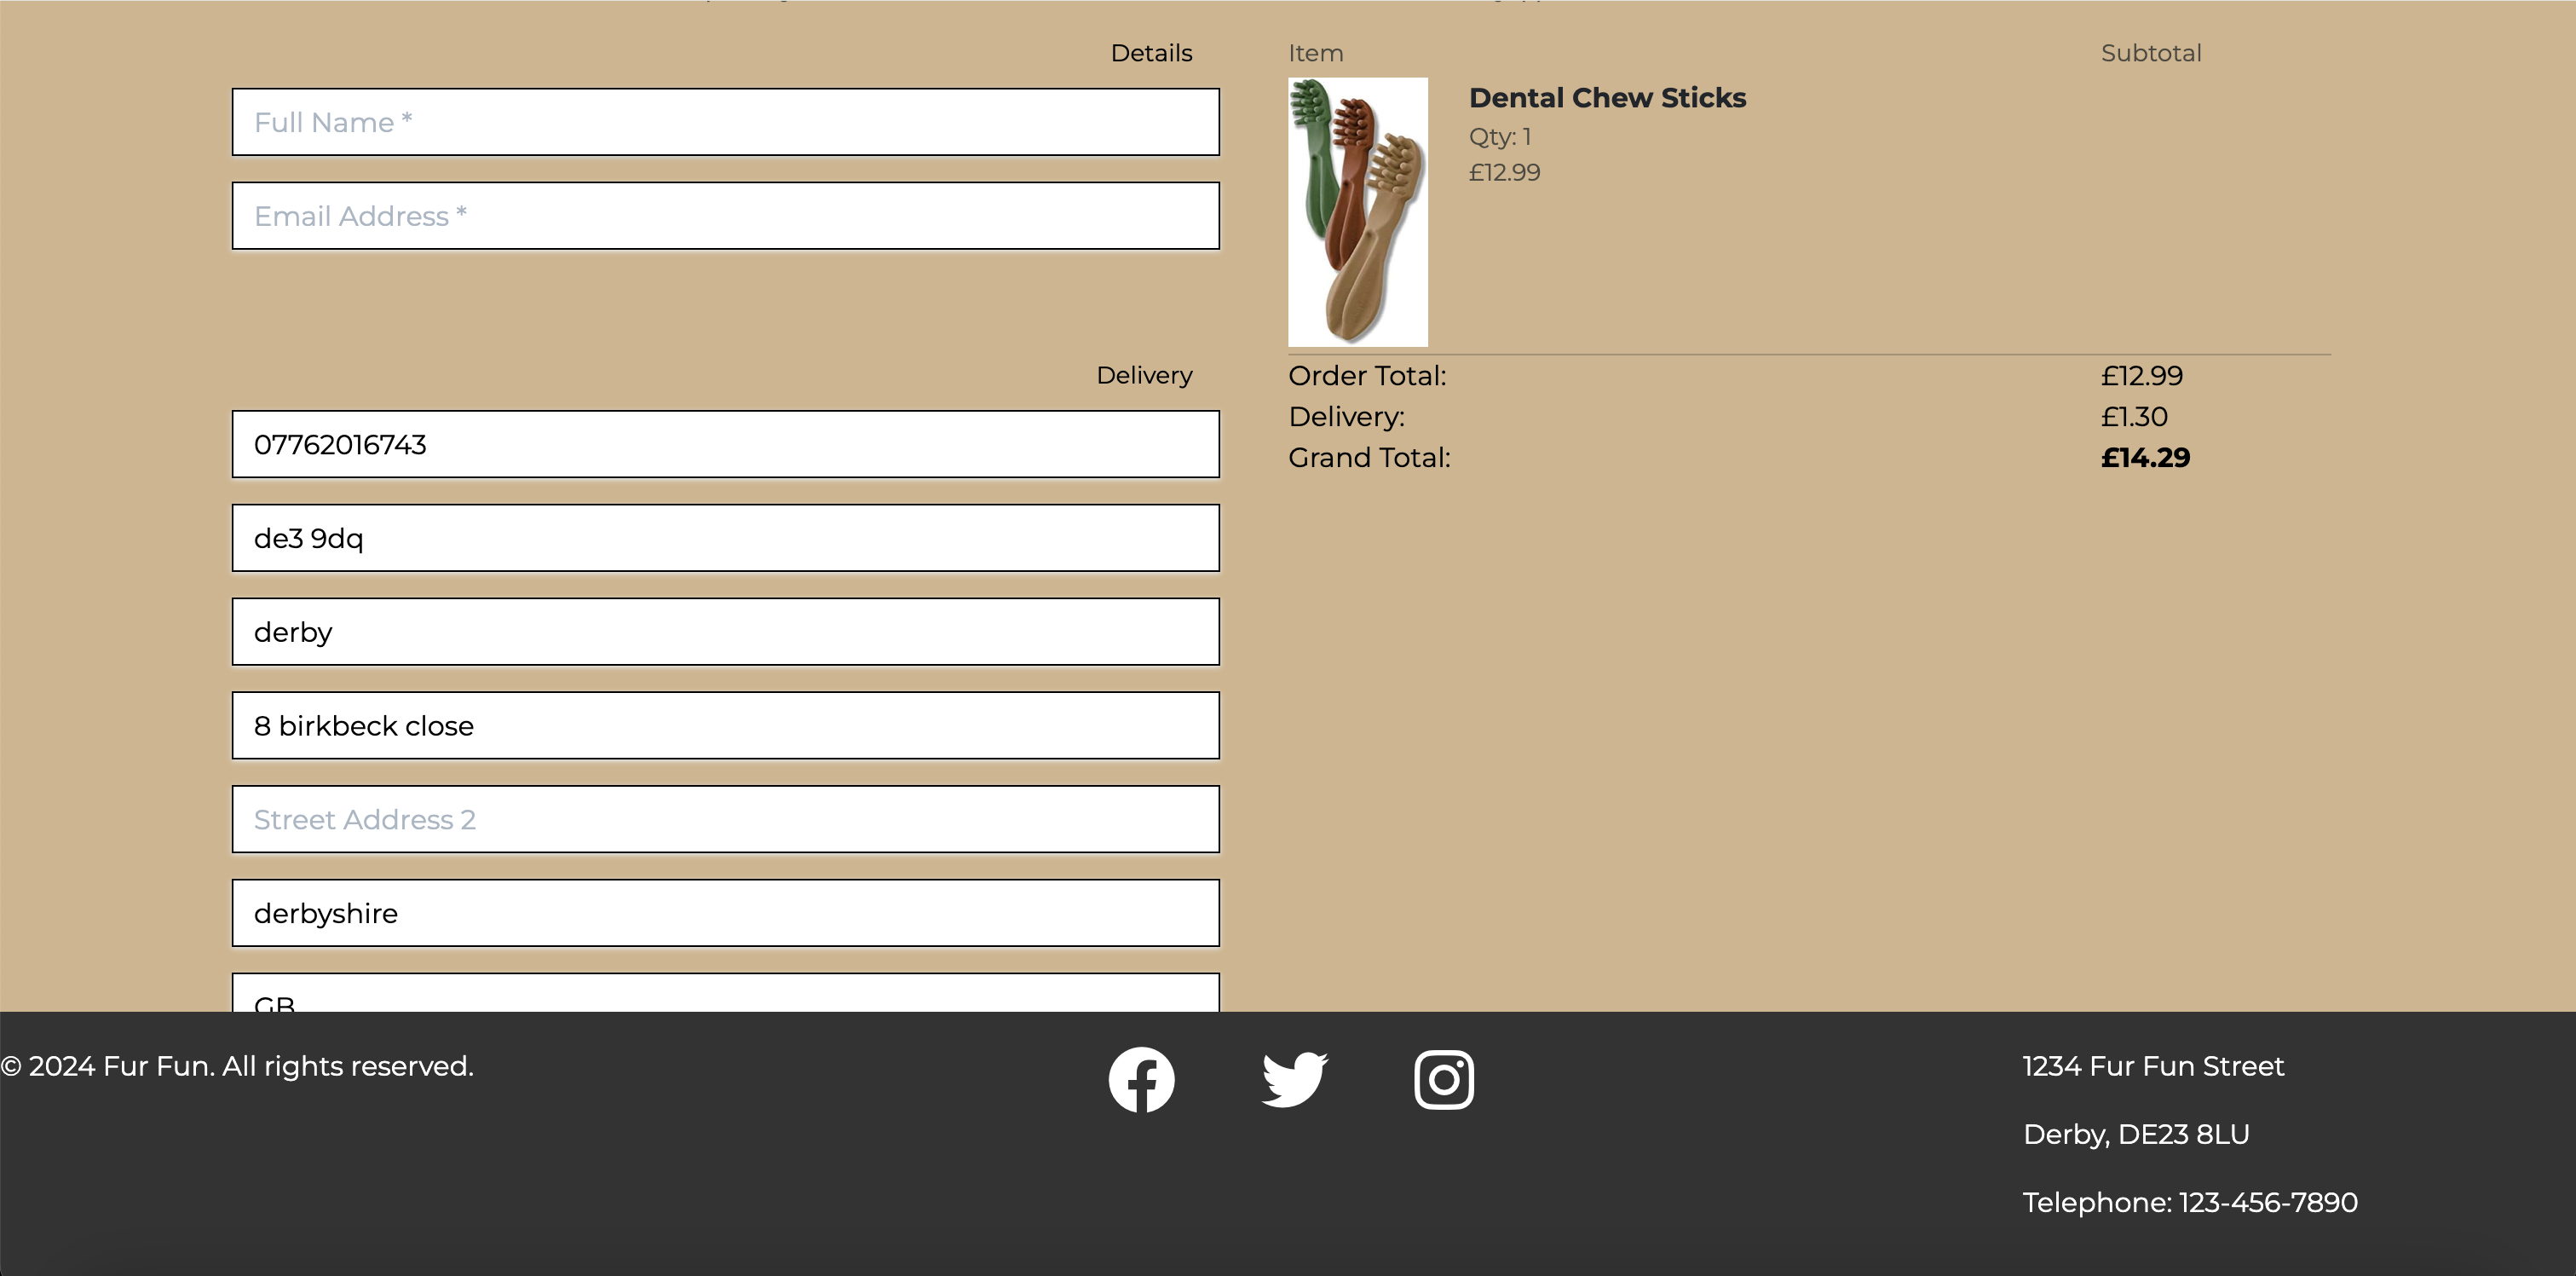 Details
Full Name *
Email Address *
Delivery
07762016743
de3 9dq
derby
8 birkbeck close
Street Address 2
derbyshire
GB
Item Subtotal
Dental Chew Sticks
Qty: 1
£12.99
Order Total: £12.99
Delivery: £1.30
Grand Total: £14.29
© 2024 Fur Fun. All rights reserved.
1234 Fur Fun Street
Derby, DE23 8LU
Telephone: 123-456-7890